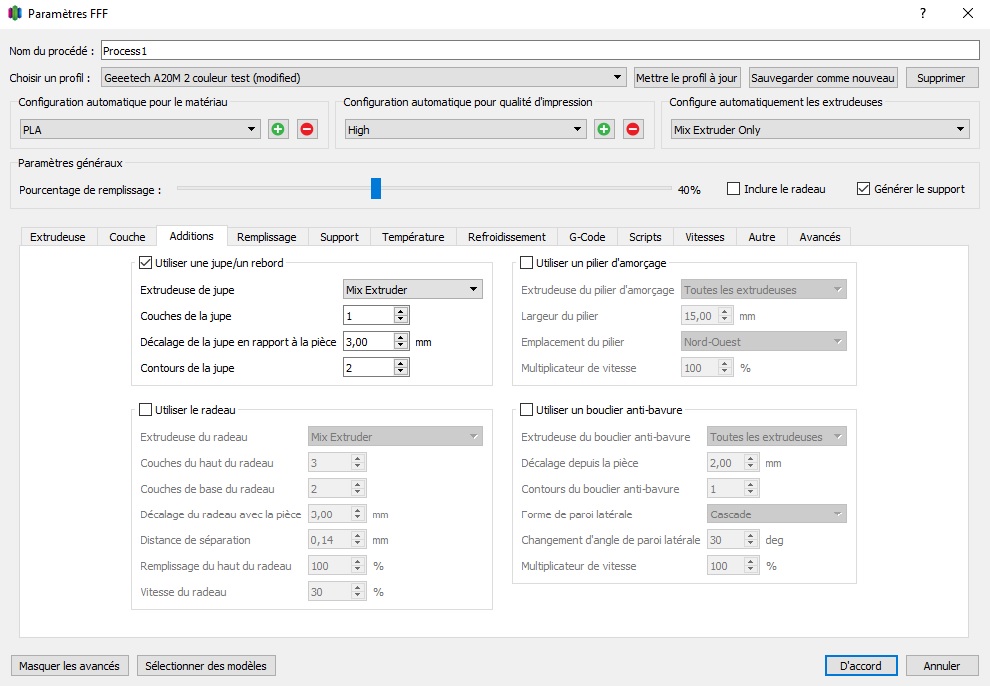 Paramètres FFF
?
Nom du procédé : Process1
Choisir un profil : Geeetech A20M 2 couleur test (modified) Mettre le profil à jour Sauvegarder comme nouveau Supprimer
Configuration automatique pour le matériau Configuration automatique pour qualité d'impression Configure automatiquement les extrudeuses
PLA High Mix Extruder Only
Paramètres généraux
Pourcentage de remplissage : 40% Inclure le radeau Générer le support
Extrudeuse Couche Additions Remplissage Support Température Refroidissement G-Code Scripts Vitesses Autre Avancés
Utiliser une jupe/un rebord
Extrudeuse de jupe Mix Extruder
Couches de la jupe 1
Décalage de la jupe en rapport à la pièce 3,00 mm
Contours de la jupe 2
Utiliser un pilier d'amorçage
Extrudeuse du pilier d'amorçage Toutes les extrudeuses
Largeur du pilier 15,00 mm
Emplacement du pilier Nord-Ouest
Multiplicateur de vitesse 100 %
Utiliser le radeau
Extrudeuse du radeau Mix Extruder
Couches du haut du radeau 3
Couches de base du radeau 2
Décalage du radeau avec la pièce 3,00 mm
Distance de séparation 0,14 mm
Remplissage du haut du radeau 100 %
Vitesse du radeau 30 %
Utiliser un bouclier anti-bavure
Extrudeuse du bouclier anti-bavure Toutes les extrudeuses
Décalage depuis la pièce 2,00 mm
Contours du bouclier anti-bavure 1
Forme de paroi latérale Cascade
Changement d'angle de paroi latérale 30 deg
Multiplicateur de vitesse 100 %
Masquer les avancés Sélectionner des modèles D'accord Annuler